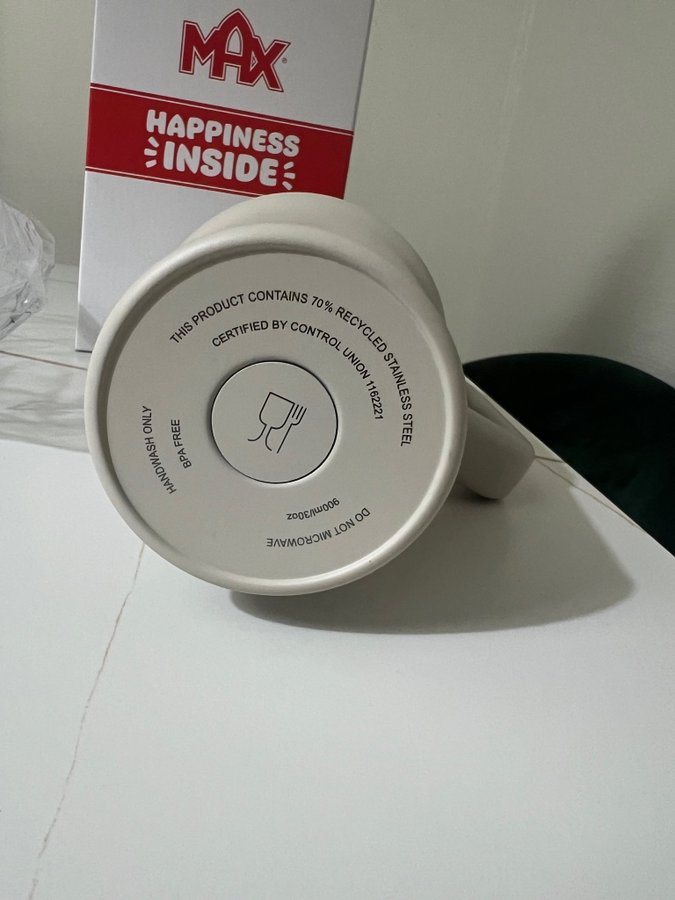 MAX
HAPPINESS
INSIDE
THIS PRODUCT CONTAINS 70% RECYCLED STAINLESS STEEL
CERTIFIED BY CONTROL UNION 1162221
HANDWASH ONLY
BPA FREE
900ml/30oz
DO NOT MICROWAVE